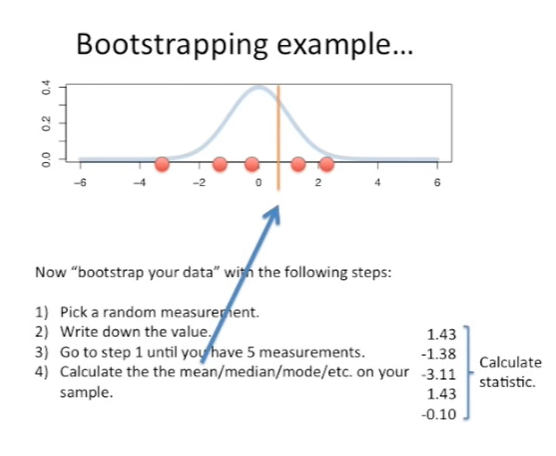 Bootstrapping example...
0.4
0.2
0.0
-6 -4 -2 0 2 4 6
Now “bootstrap your data” with the following steps:
1) Pick a random measurement.
2) Write down the value.
3) Go to step 1 until you have 5 measurements.
4) Calculate the the mean/median/mode/etc. on your
sample.
1.43
-1.38
-3.11
1.43
-0.10
Calculate
statistic.